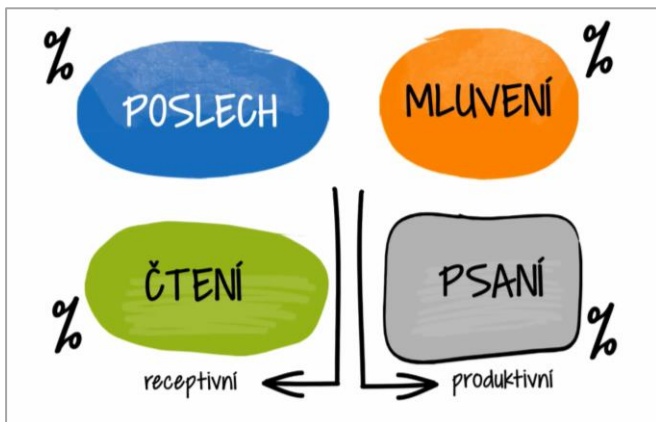 % POSLECH MLUVENÍ %
% ČTENÍ PSANÍ %
receptivní produktivní